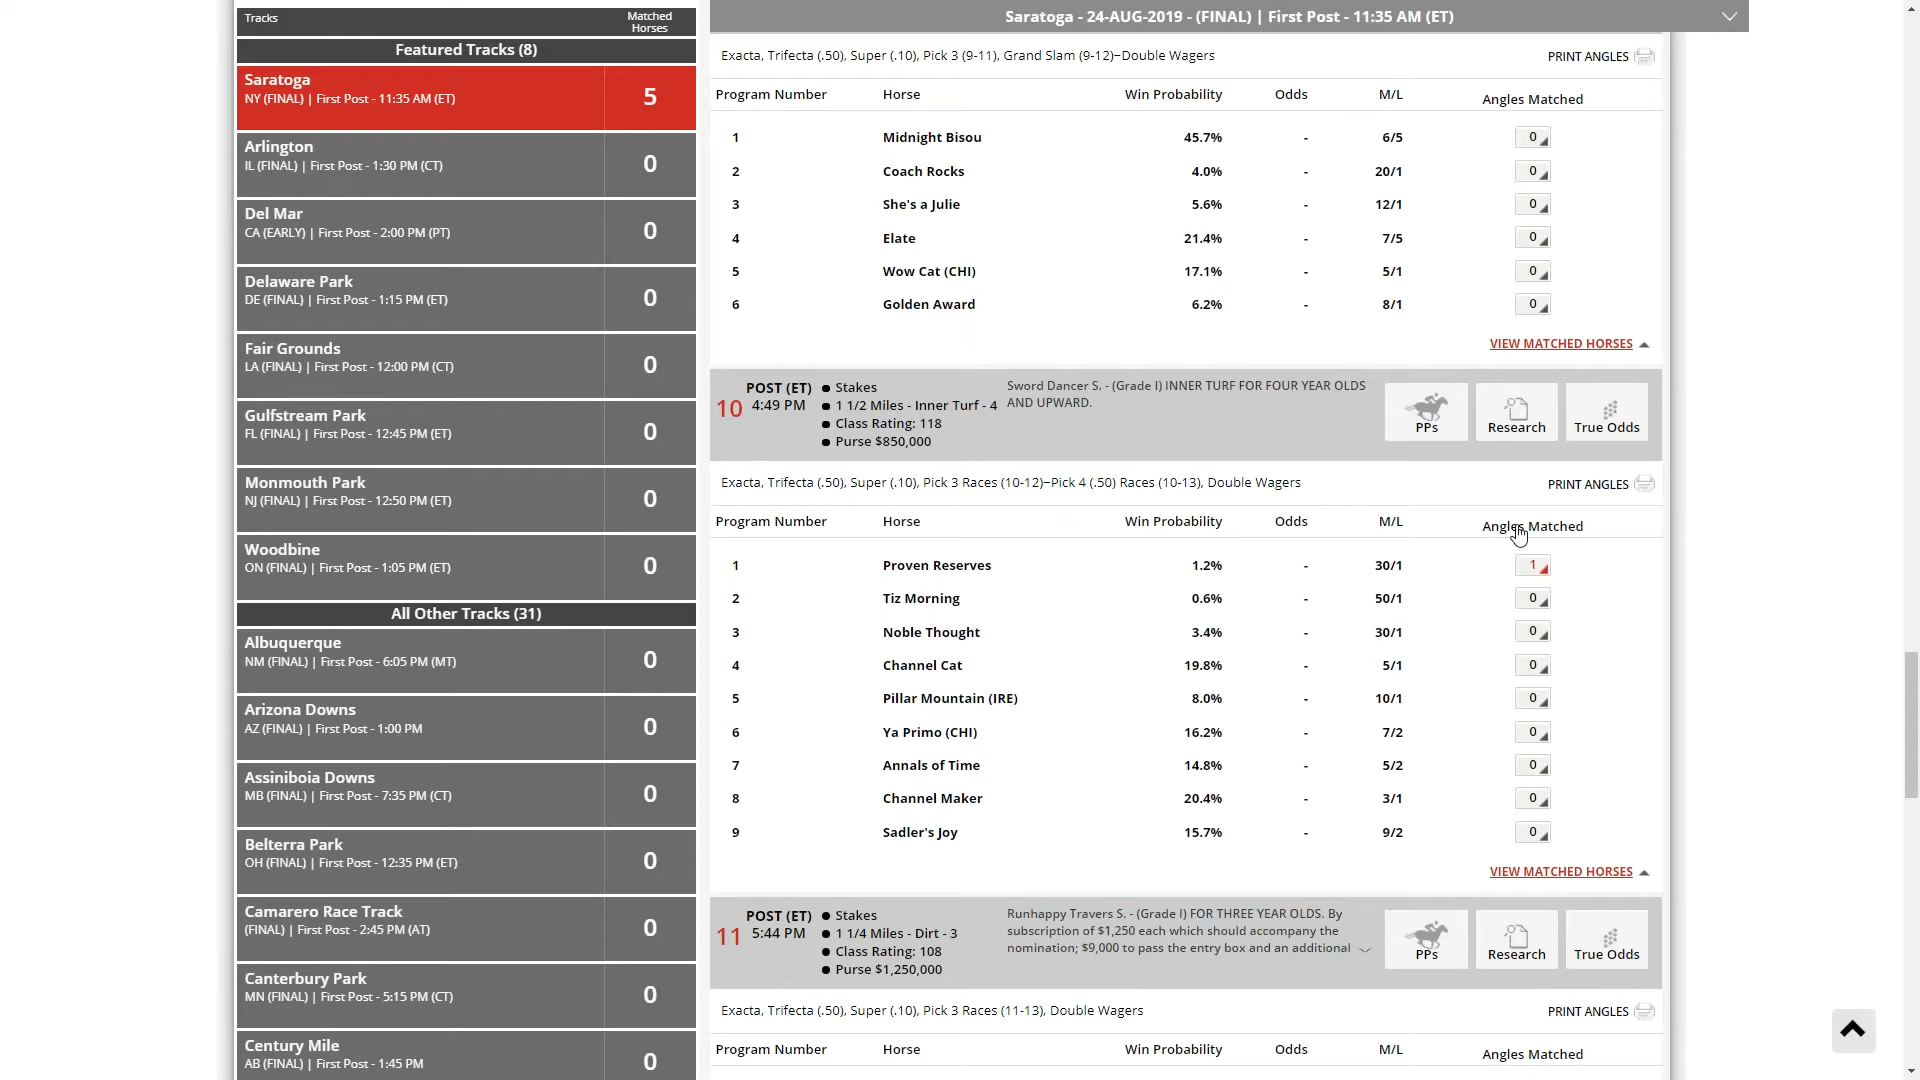 Tracks
Matched
Horses
Featured Tracks (8)
Saratoga
NY (FINAL) | First Post - 11:35 AM (ET)
5
Arlington
IL (FINAL) | First Post - 1:30 PM (CT)
0
Del Mar
CA (EARLY) | First Post - 2:00 PM (PT)
0
Delaware Park
DE (FINAL) | First Post - 1:15 PM (ET)
0
Fair Grounds
LA (FINAL) | First Post - 12:00 PM (CT)
0
Gulfstream Park
FL (FINAL) | First Post - 12:45 PM (ET)
0
Monmouth Park
NJ (FINAL) | First Post - 12:50 PM (ET)
0
Woodbine
ON (FINAL) | First Post - 1:05 PM (ET)
0
All Other Tracks (31)
Albuquerque
NM (FINAL) | First Post - 6:05 PM (MT)
0
Arizona Downs
AZ (FINAL) | First Post - 1:00 PM
0
Assiniboia Downs
MB (FINAL) | First Post - 7:35 PM (CT)
0
Belterra Park
OH (FINAL) | First Post - 12:35 PM (ET)
0
Camarero Race Track
(FINAL) | First Post - 2:45 PM (AT)
0
Canterbury Park
MN (FINAL) | First Post - 5:15 PM (CT)
0
Century Mile
AB (FINAL) | First Post - 1:45 PM
0
Saratoga - 24-AUG-2019 - (FINAL) | First Post - 11:35 AM (ET)
Exacta, Trifecta (.50), Super (.10), Pick 3 (9-11), Grand Slam (9-12)–Double Wagers
PRINT ANGLES
Program Number Horse Win Probability Odds M/L Angles Matched
1 Midnight Bisou 45.7% - 6/5 0
2 Coach Rocks 4.0% - 20/1 0
3 She's a Julie 5.6% - 12/1 0
4 Elate 21.4% - 7/5 0
5 Wow Cat (CHI) 17.1% - 5/1 0
6 Golden Award 6.2% - 8/1 0
VIEW MATCHED HORSES
10
POST (ET)
4:49 PM
Stakes
1 1/2 Miles - Inner Turf - 4
Class Rating: 118
Purse $850,000
Sword Dancer S. - (Grade I) INNER TURF FOR FOUR YEAR OLDS
AND UPWARD.
PPs
Research
True Odds
Exacta, Trifecta (.50), Super (.10), Pick 3 Races (10-12)–Pick 4 (.50) Races (10-13), Double Wagers
PRINT ANGLES
Program Number Horse Win Probability Odds M/L Angles Matched
1 Proven Reserves 1.2% - 30/1 1
2 Tiz Morning 0.6% - 50/1 0
3 Noble Thought 3.4% - 30/1 0
4 Channel Cat 19.8% - 5/1 0
5 Pillar Mountain (IRE) 8.0% - 10/1 0
6 Ya Primo (CHI) 16.2% - 7/2 0
7 Annals of Time 14.8% - 5/2 0
8 Channel Maker 20.4% - 3/1 0
9 Sadler's Joy 15.7% - 9/2 0
VIEW MATCHED HORSES
11
POST (ET)
5:44 PM
Stakes
1 1/4 Miles - Dirt - 3
Class Rating: 108
Purse $1,250,000
Runhappy Travers S. - (Grade I) FOR THREE YEAR OLDS. By
subscription of $1,250 each which should accompany the
nomination; $9,000 to pass the entry box and an additional
PPs
Research
True Odds
Exacta, Trifecta (.50), Super (.10), Pick 3 Races (11-13), Double Wagers
PRINT ANGLES
Program Number Horse Win Probability Odds M/L Angles Matched